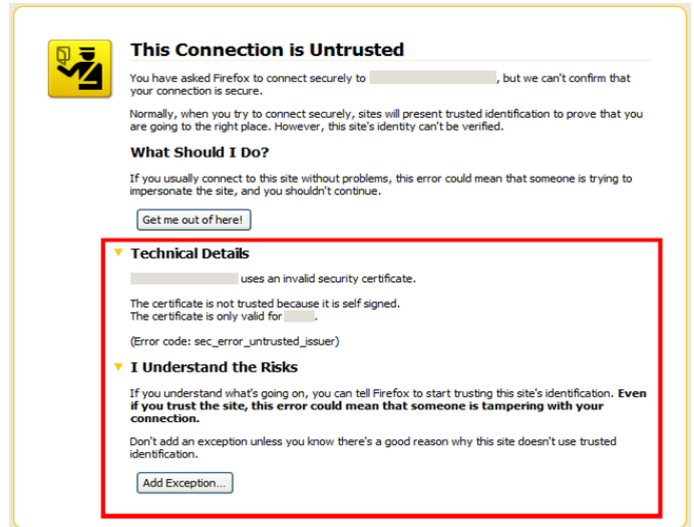 This Connection is Untrusted
You have asked Firefox to connect securely to , but we can't confirm that
your connection is secure.
Normally, when you try to connect securely, sites will present trusted identification to prove that you
are going to the right place. However, this site's identity can't be verified.
What Should I Do?
If you usually connect to this site without problems, this error could mean that someone is trying to
impersonate the site, and you shouldn't continue.
Get me out of here!
Technical Details
uses an invalid security certificate.
The certificate is not trusted because it is self signed.
The certificate is only valid for .
(Error code: sec_error_untrusted_issuer)
I Understand the Risks
If you understand what's going on, you can tell Firefox to start trusting this site's identification. Even
if you trust the site, this error could mean that someone is tampering with your
connection.
Don't add an exception unless you know there's a good reason why this site doesn't use trusted
identification.
Add Exception...